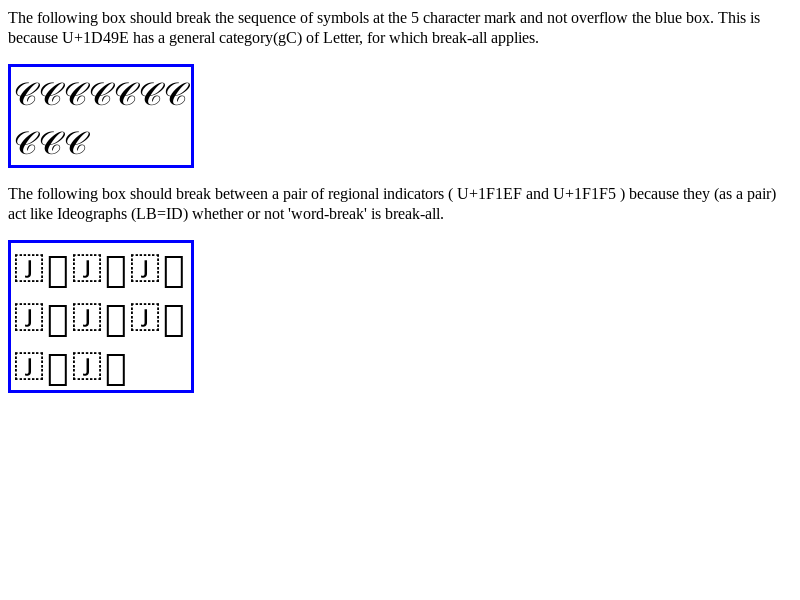 The following box should break the sequence of symbols at the 5 character mark and not overflow the blue box. This is
because U+1D49E has a general category(gC) of Letter, for which break-all applies.
𝒞𝒞𝒞𝒞𝒞𝒞𝒞
𝒞𝒞𝒞
The following box should break between a pair of regional indicators ( U+1F1EF and U+1F1F5 ) because they (as a pair)
act like Ideographs (LB=ID) whether or not 'word-break' is break-all.
J J J
J J J
J J